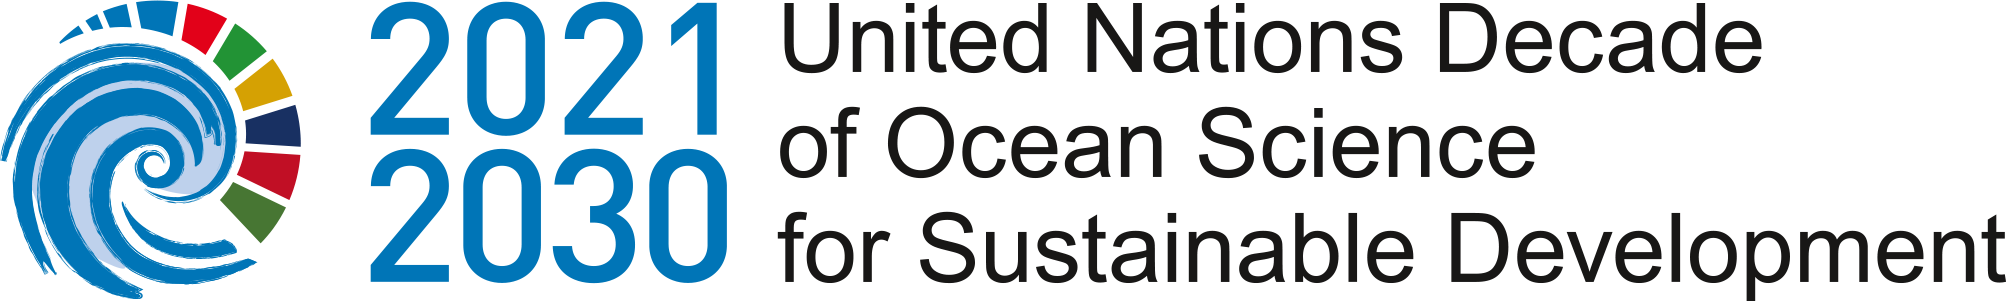 2021
2030
United Nations Decade
of Ocean Science
for Sustainable Development